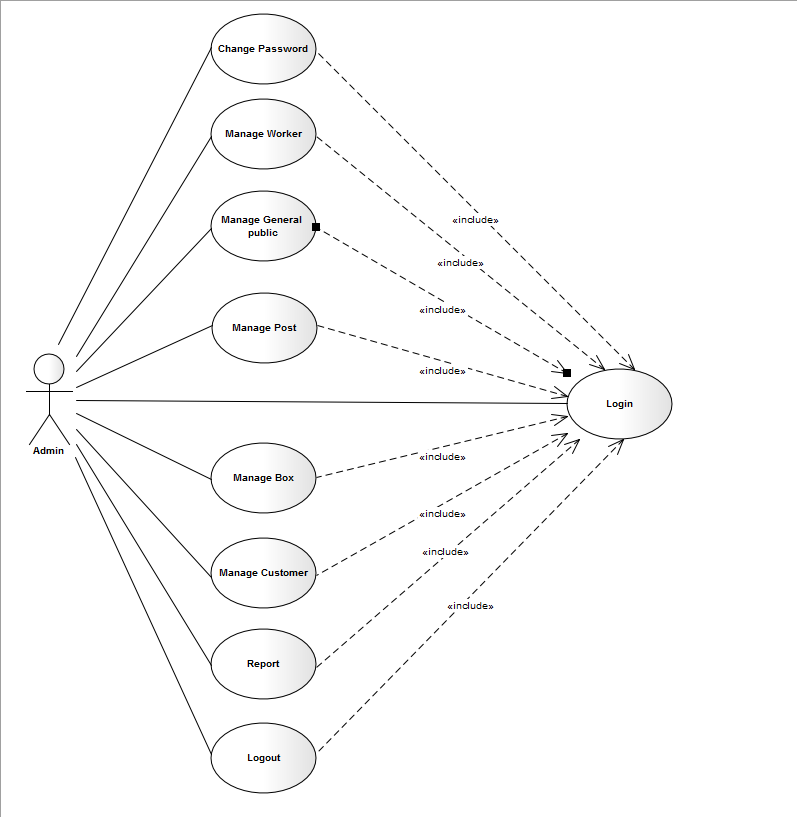 Change Password
Manage Worker
«include»
Manage General
public
«include»
«include»
Manage Post
«include»
Login
Admin
«include»
Manage Box
«include»
Manage Customer
«include»
«include»
Report
Logout